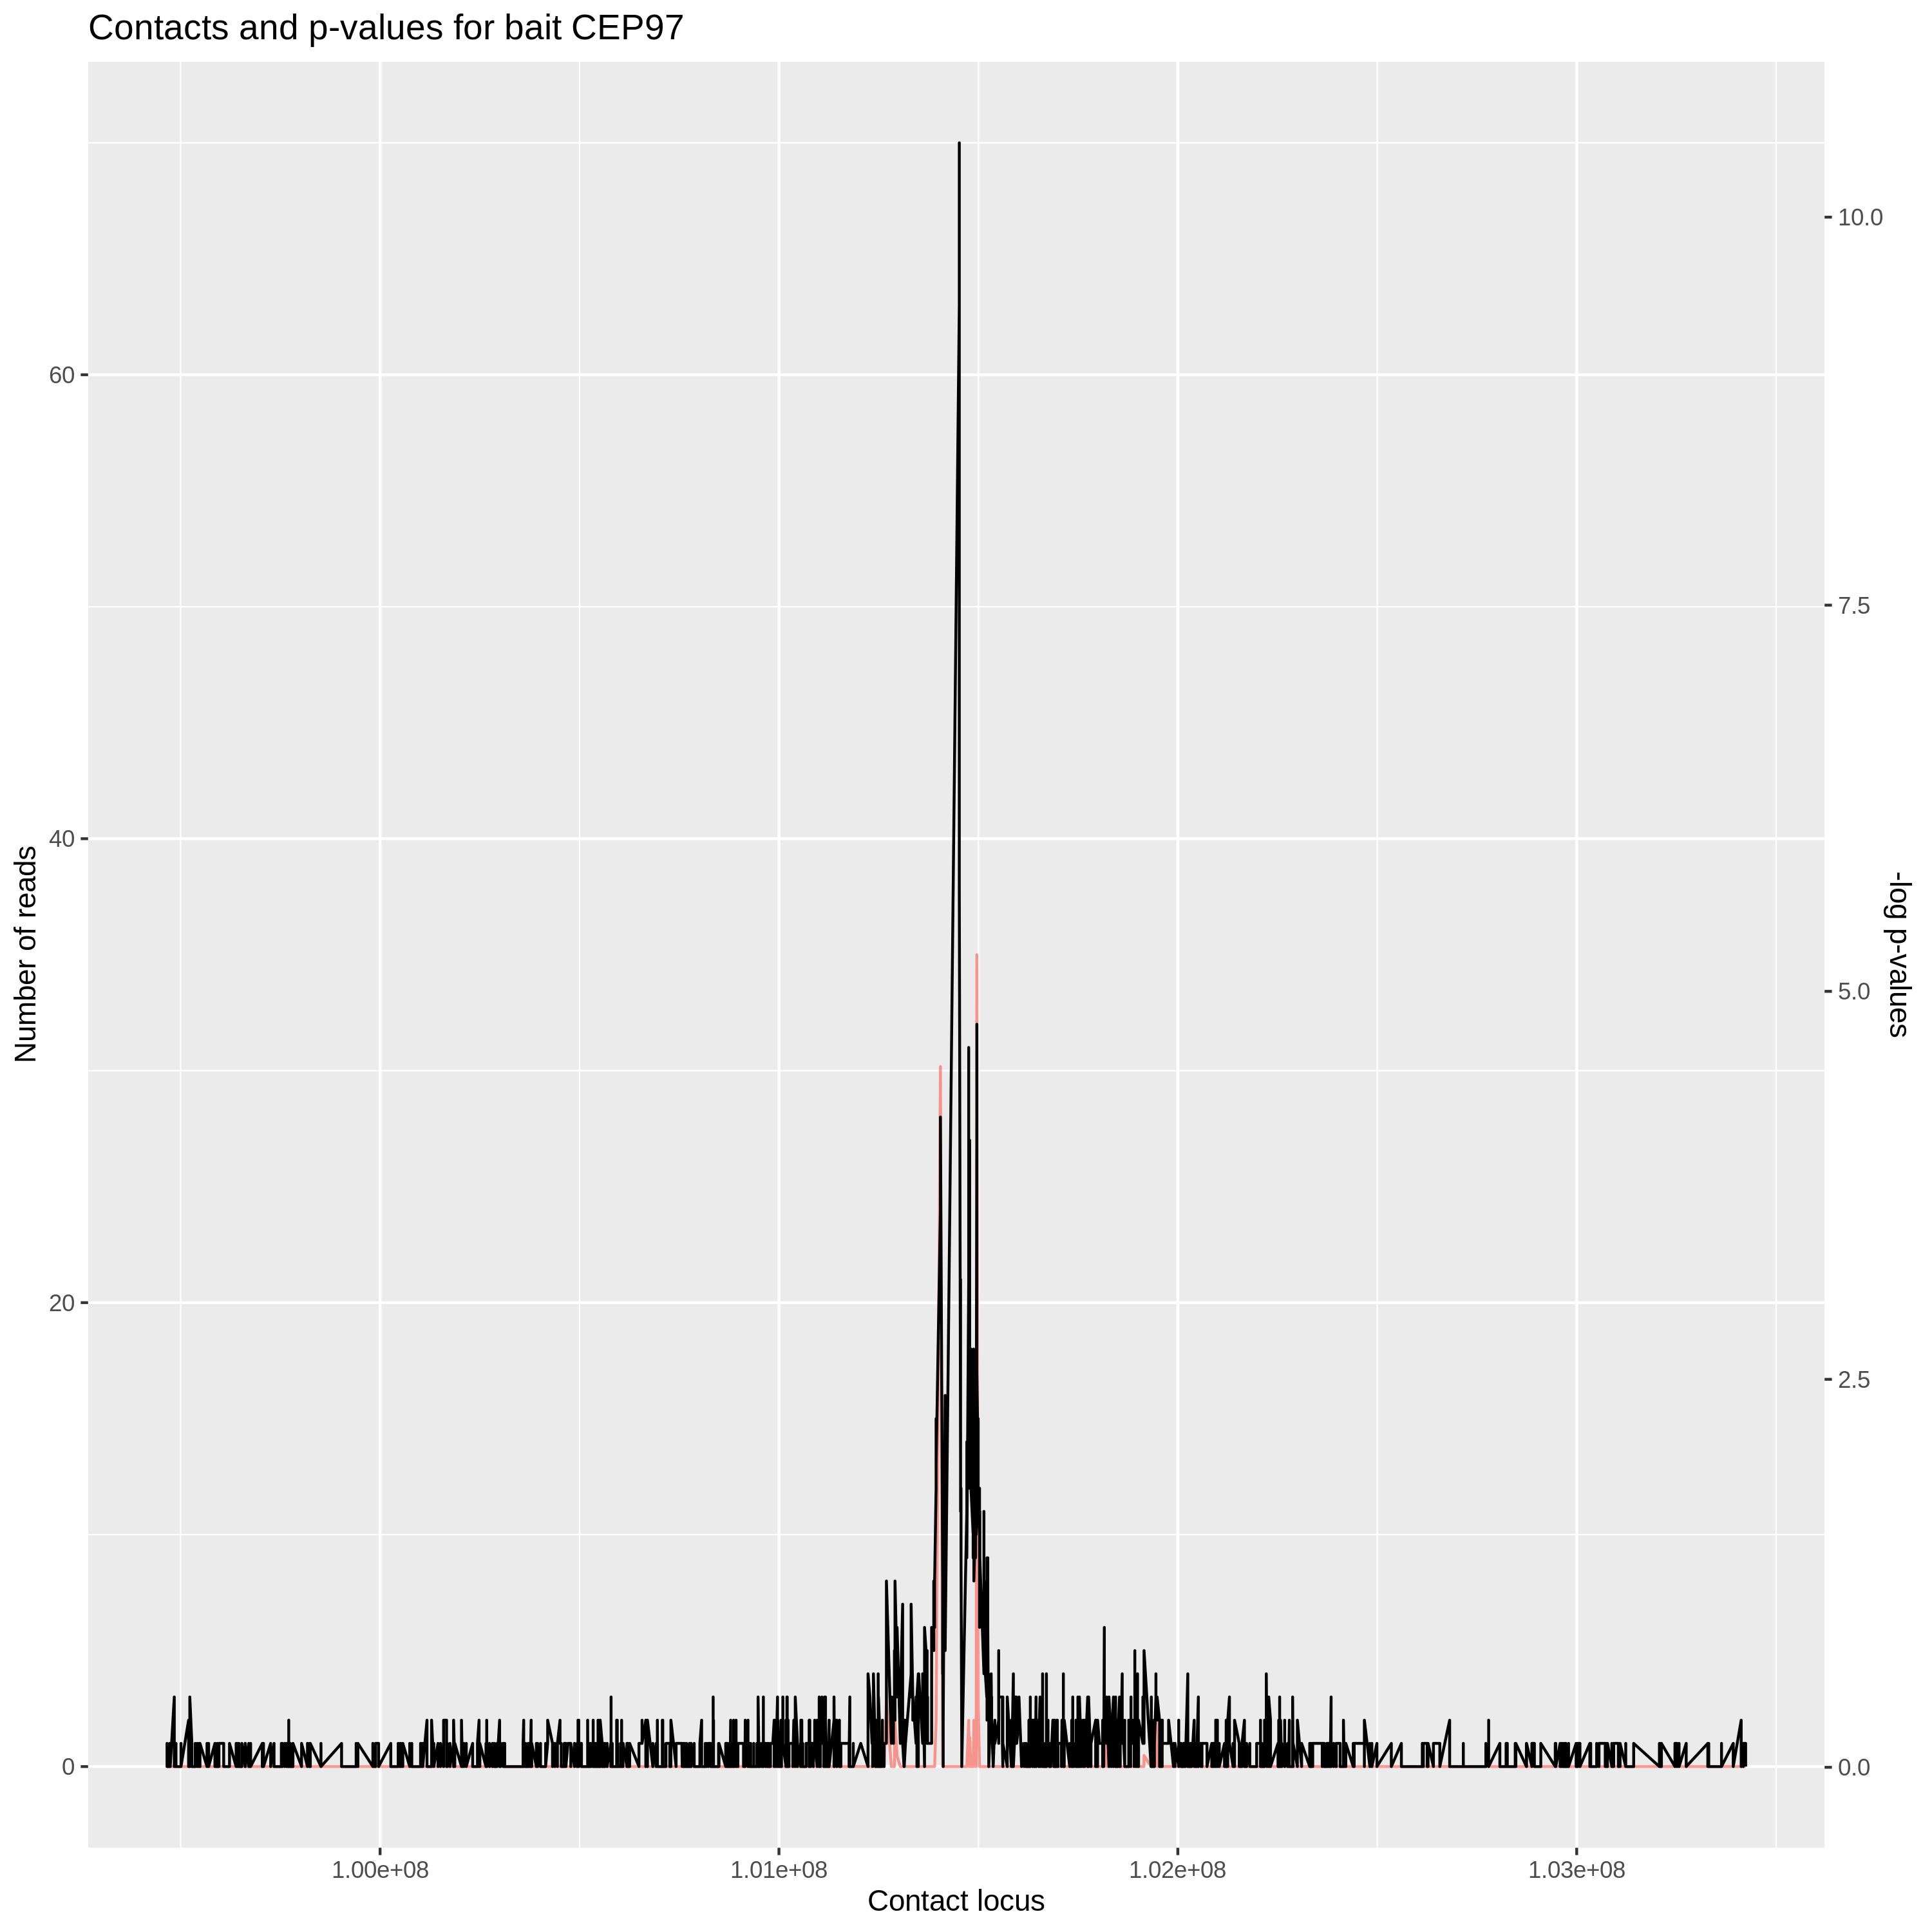 Contacts and p-values for bait CEP97
Number of reads
60
40
20
0
10.0
7.5
5.0
2.5
0.0
-log p-values
1.00e+08 1.01e+08 1.02e+08 1.03e+08
Contact locus